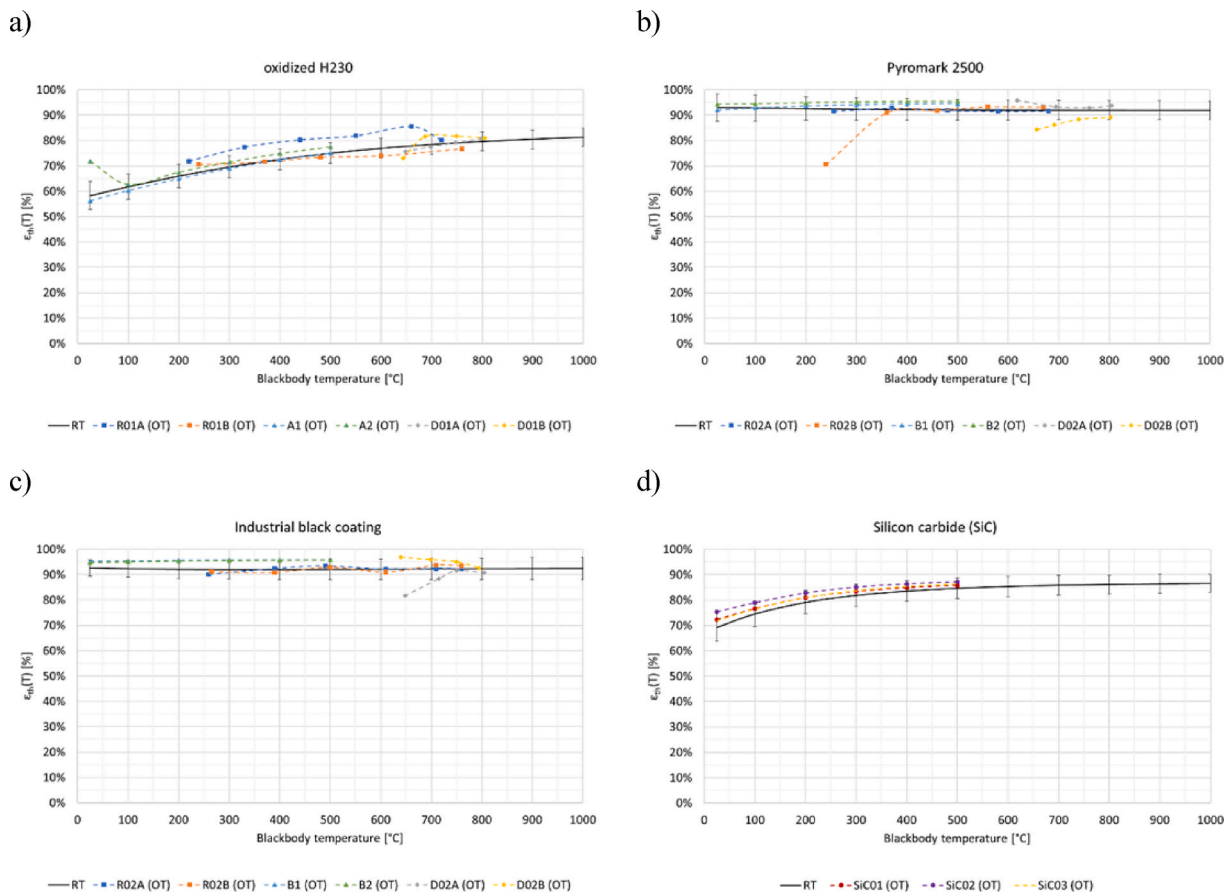 a)
oxidized H230
100%
90%
80%
70%
60%
50%
40%
30%
20%
10%
0%
εth(T) [%]
0 100 200 300 400 500 600 700 800 900 1000
Blackbody temperature [°C]
RT R01A (OT) R01B (OT) A1 (OT) A2 (OT) D01A (OT) D01B (OT)
b)
Pyromark 2500
100%
90%
80%
70%
60%
50%
40%
30%
20%
10%
0%
εth(T) [%]
0 100 200 300 400 500 600 700 800 900 1000
Blackbody temperature [°C]
RT R02A (OT) R02B (OT) B1 (OT) B2 (OT) D02A (OT) D02B (OT)
c)
Industrial black coating
100%
90%
80%
70%
60%
50%
40%
30%
20%
10%
0%
εth(T) [%]
0 100 200 300 400 500 600 700 800 900 1000
Blackbody temperature [°C]
RT R02A (OT) R02B (OT) B1 (OT) B2 (OT) D02A (OT) D02B (OT)
d)
Silicon carbide (SiC)
100%
90%
80%
70%
60%
50%
40%
30%
20%
10%
0%
εth(T) [%]
0 100 200 300 400 500 600 700 800 900 1000
Blackbody temperature [°C]
RT SiC01 (OT) SiC02 (OT) SiC03 (OT)